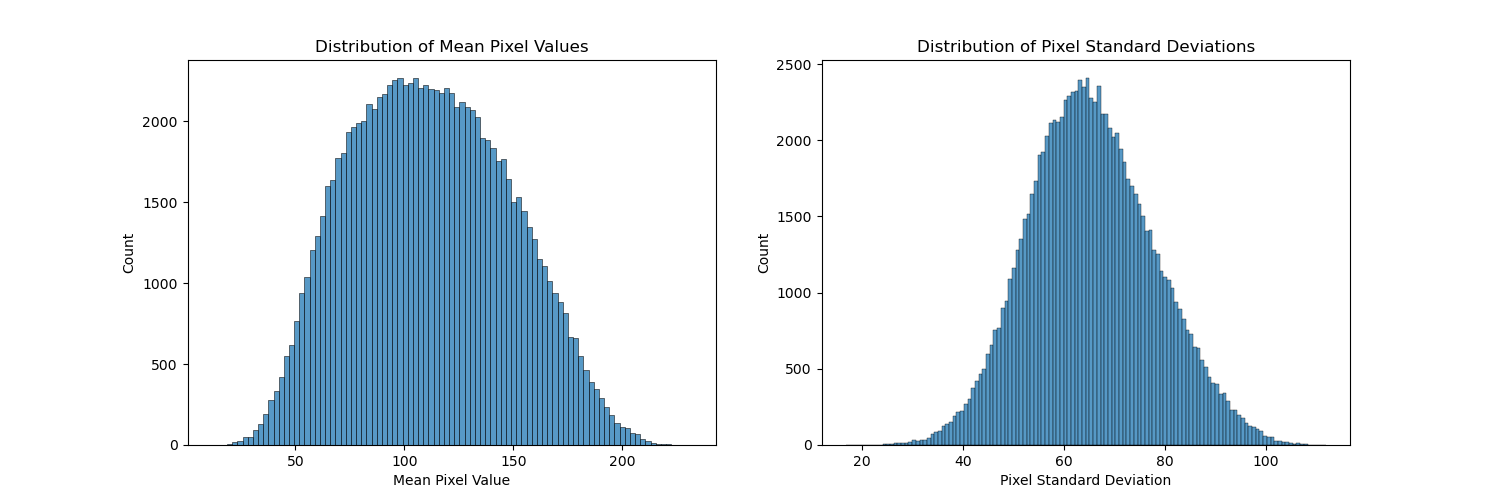 Distribution of Mean Pixel Values
2000
1500
1000
500
0
Count
50 100 150 200
Mean Pixel Value
Distribution of Pixel Standard Deviations
2500
2000
1500
1000
500
0
Count
20 40 60 80 100
Pixel Standard Deviation